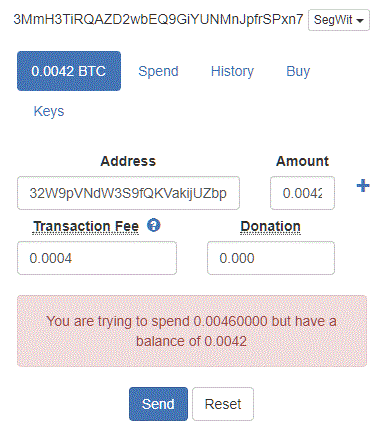 3MmH3TiRQAZD2wbEQ9GiYUNMnJpfrSPxn7 SegWit
0.0042 BTC Spend History Buy
Keys
Address Amount
32W9pVNdW3S9fQKVakijUZbp 0.0042
Transaction Fee ? Donation
0.0004 0.000
You are trying to spend 0.00460000 but have a
balance of 0.0042
Send Reset